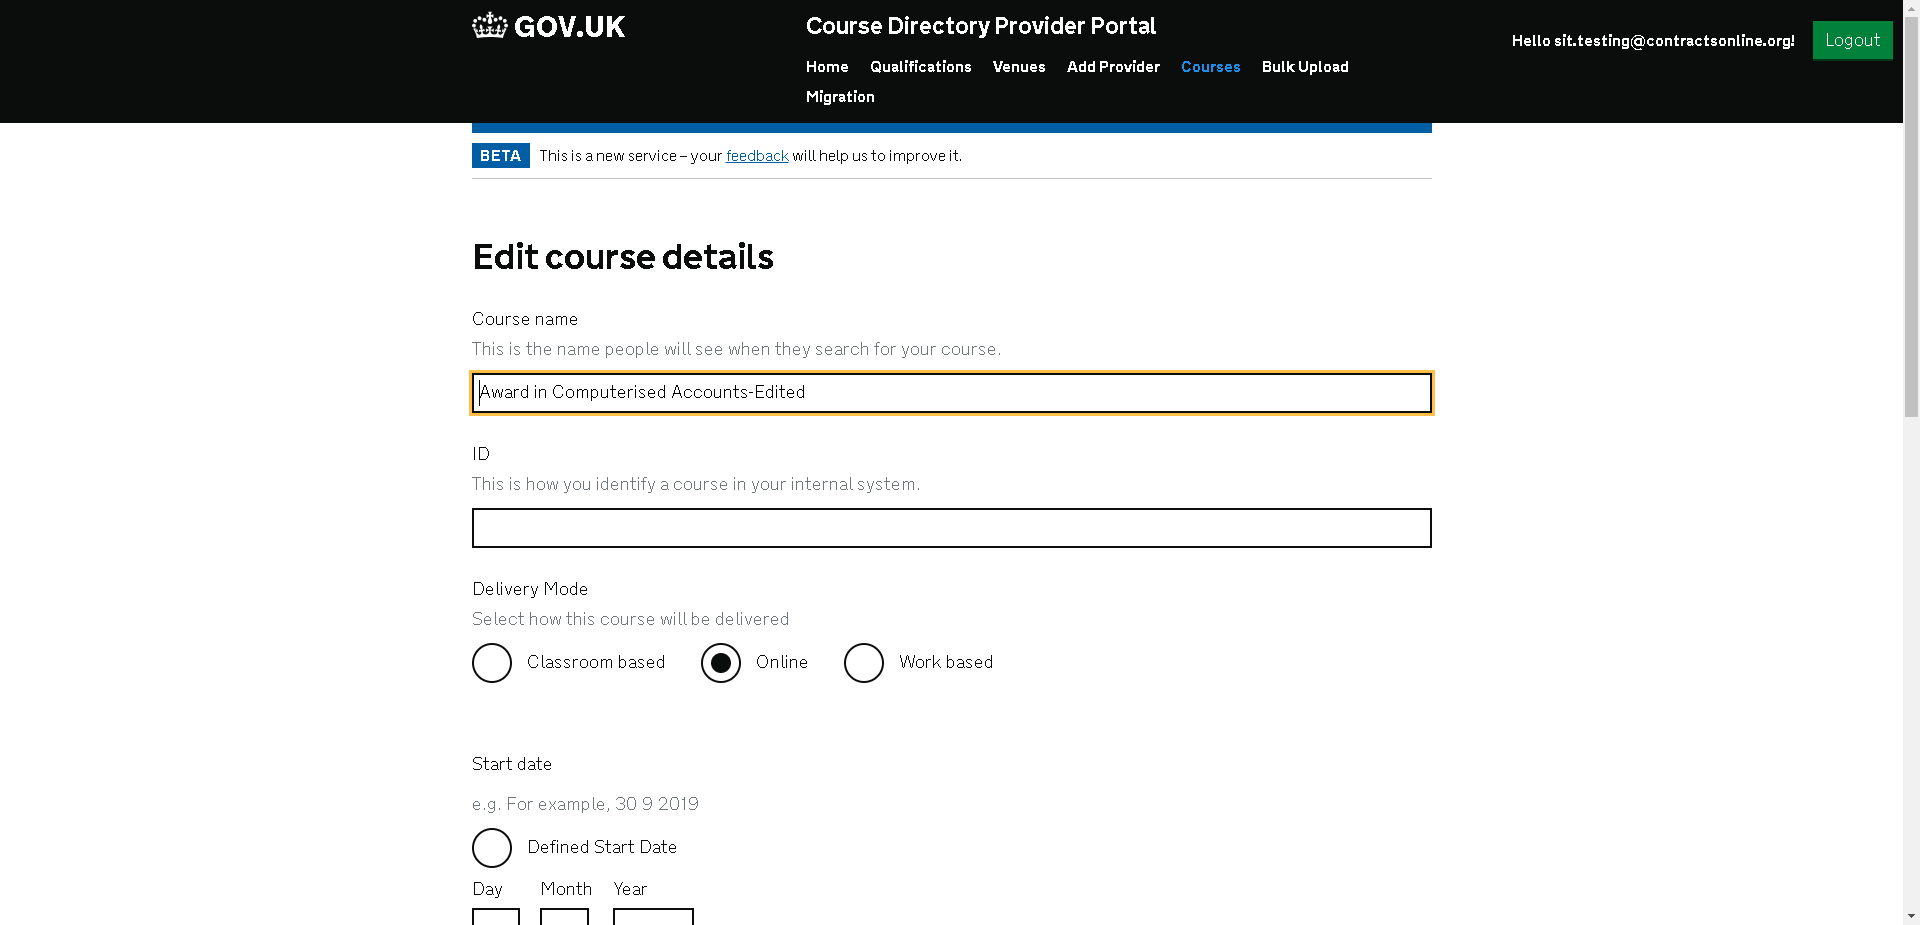 GOV.UK
Course Directory Provider Portal
Home Qualifications Venues Add Provider Courses Bulk Upload
Migration
Hello sit.testing@contractsonline.org!
Logout
BETA This is a new service – your feedback will help us to improve it.
Edit course details
Course name
This is the name people will see when they search for your course.
Award in Computerised Accounts-Edited
ID
This is how you identify a course in your internal system.
Delivery Mode
Select how this course will be delivered
Classroom based Online Work based
Start date
e.g. For example, 30 9 2019
Defined Start Date
Day Month Year